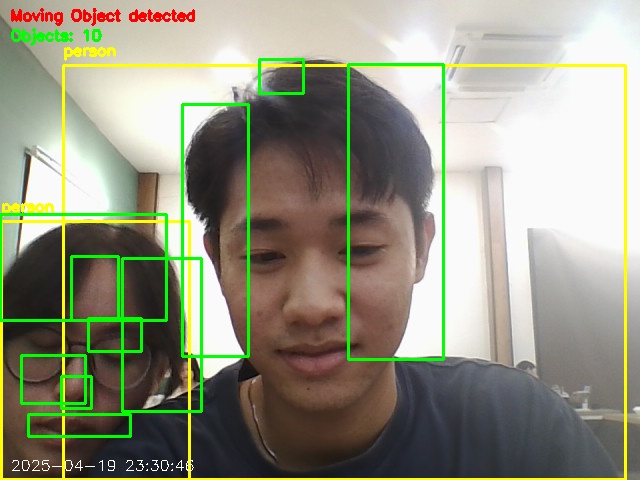 Moving Object detected
Objects: 10
person
person
2025-04-19 23:30:46